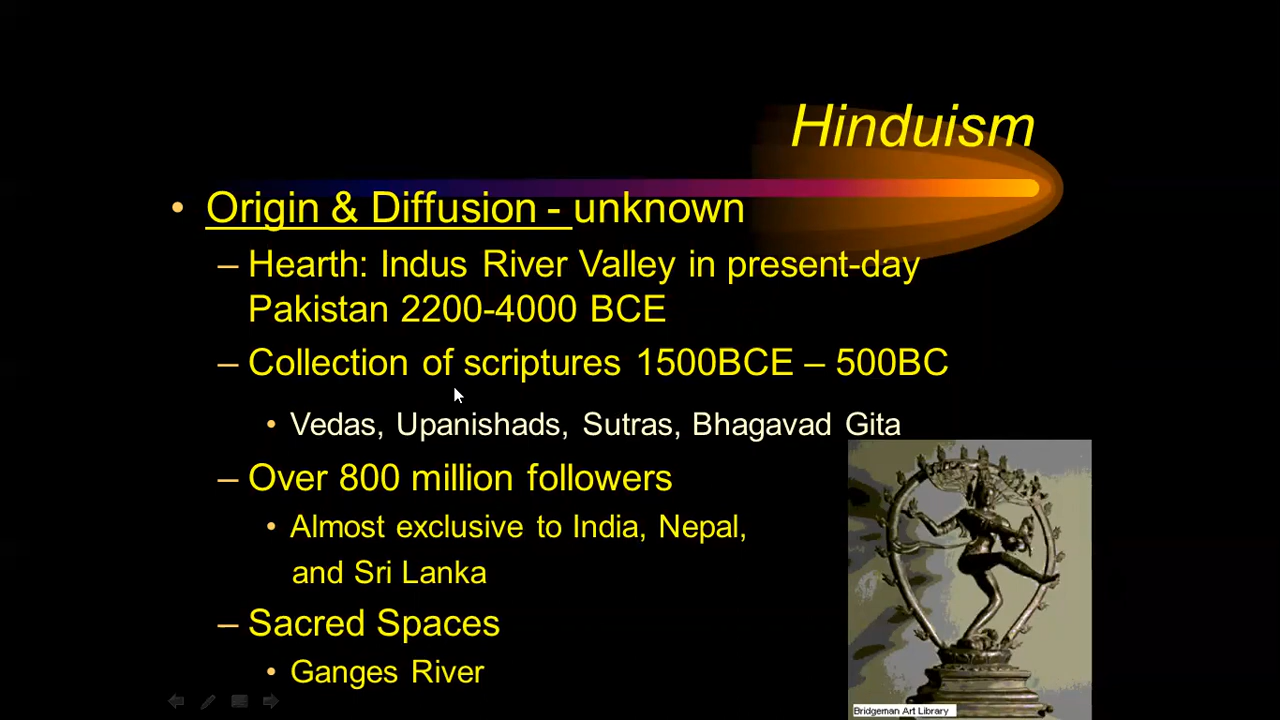 Hinduism
• Origin & Diffusion - unknown
– Hearth: Indus River Valley in present-day
Pakistan 2200-4000 BCE
– Collection of scriptures 1500BCE – 500BC
• Vedas, Upanishads, Sutras, Bhagavad Gita
– Over 800 million followers
• Almost exclusive to India, Nepal,
and Sri Lanka
– Sacred Spaces
• Ganges River
Bridgeman Art Library